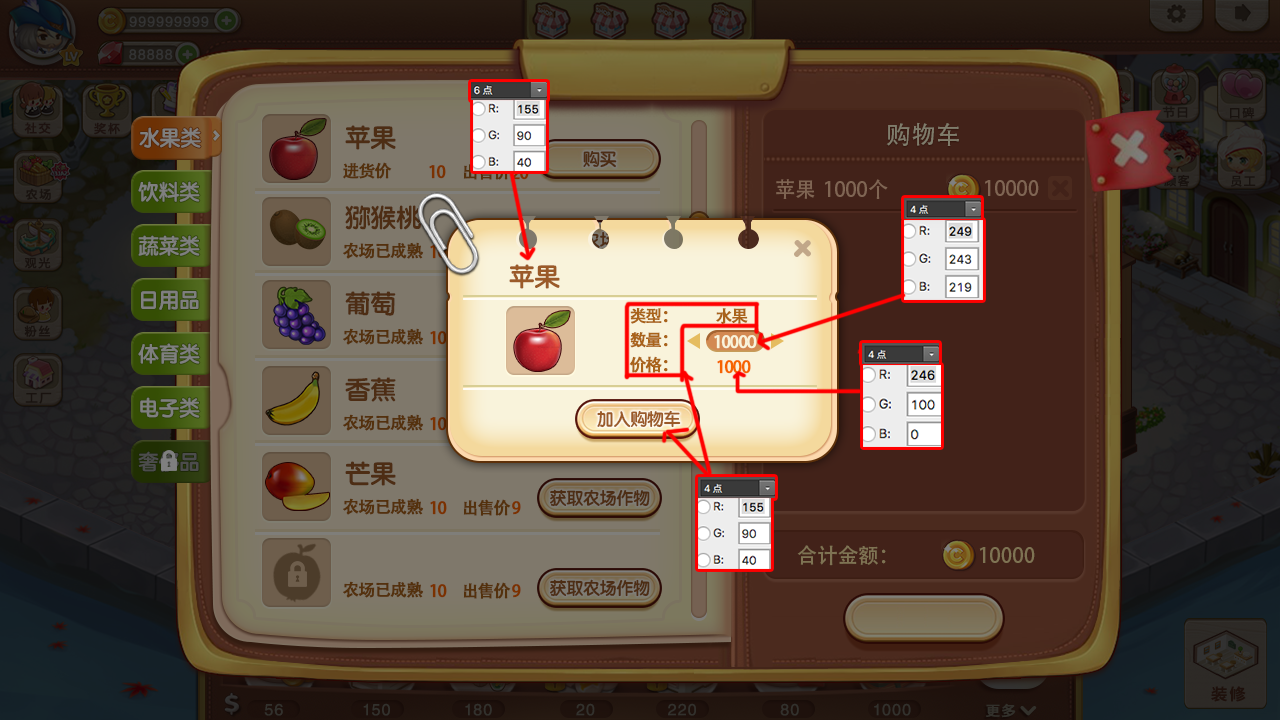 LV
999999999
88888
社交
奖杯
节日
口碑
农场
顾客
员工
观光
粉丝
工厂
水果类
饮料类
蔬菜类
日用品
体育类
电子类
奢 品
苹果
进货价 10 出售价20
购买
猕猴桃
农场已成熟 10
葡萄
农场已成熟 10
香蕉
农场已成熟 10
芒果
农场已成熟 10 出售价9
获取农场作物
农场已成熟 10 出售价9
获取农场作物
购物车
苹果 1000个
10000
合计金额:
10000
6 点
R: 155
G: 90
B: 40
苹果
类型: 水果
数量: 10000
价格: 1000
加入购物车
4 点
R: 249
G: 243
B: 219
4 点
R: 246
G: 100
B: 0
4 点
R: 155
G: 90
B: 40
装修
$ 56 150 180 20 220 80 1000 更多